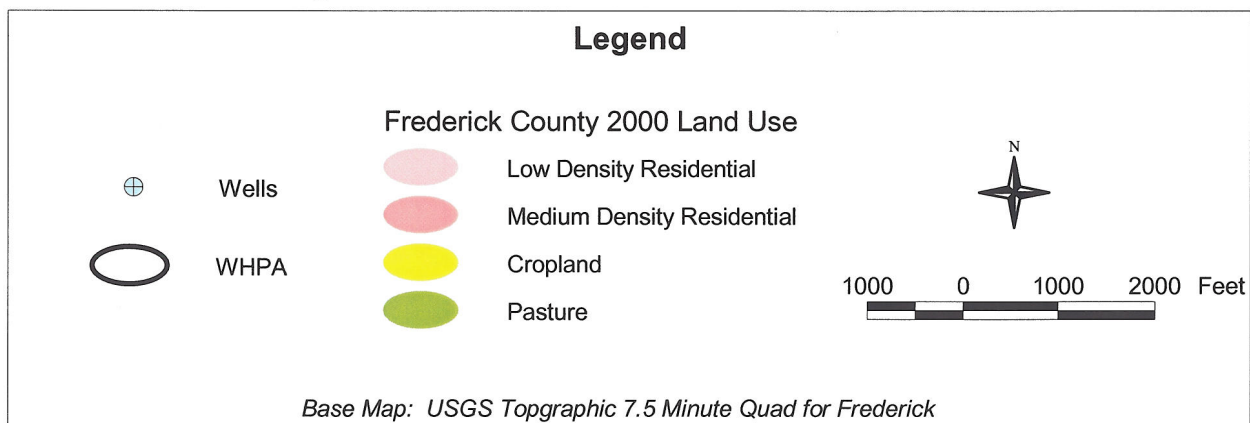 Legend
Frederick County 2000 Land Use
Wells
WHPA
Low Density Residential
Medium Density Residential
Cropland
Pasture
N
1000 0 1000 2000 Feet
Base Map: USGS Topgraphic 7.5 Minute Quad for Frederick